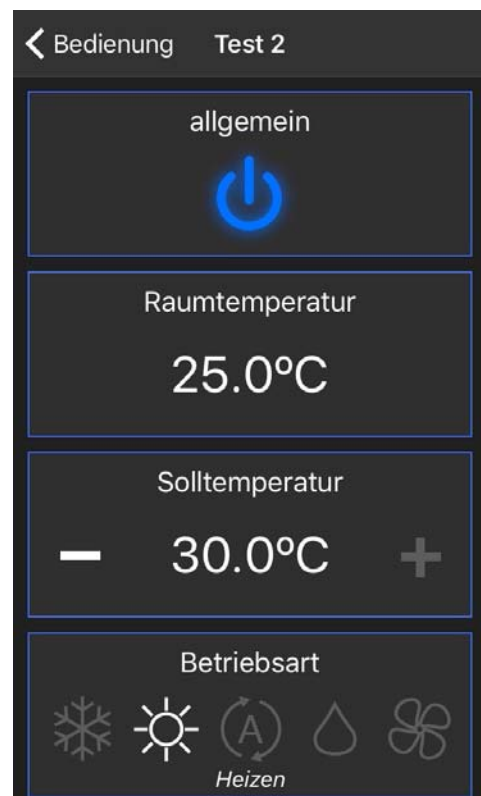 Bedienung Test 2
allgemein
Raumtemperatur
25.0ºC
Solltemperatur
− 30.0ºC +
Betriebsart
A
Heizen